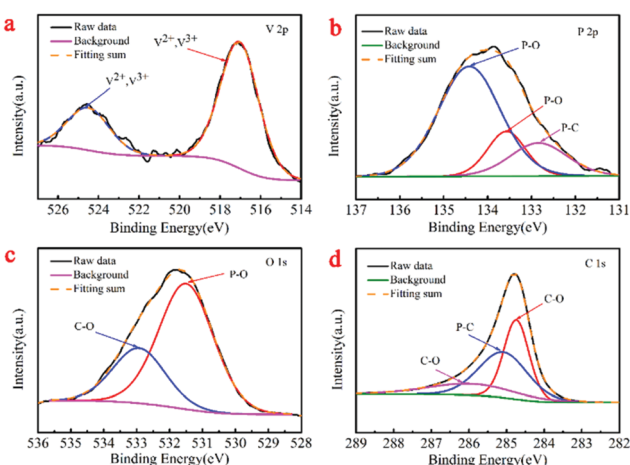 a
V 2p
Raw data
Background
Fitting sum
V²⁺,V³⁺
V²⁺,V³⁺
Intensity(a.u.)
526 524 522 520 518 516 514
Binding Energy(eV)
b
P 2p
Raw data
Background
Fitting sum
P-O
P-O
P-C
Intensity(a.u.)
137 136 135 134 133 132 131
Binding Energy(eV)
c
O 1s
Raw data
Background
Fitting sum
P-O
C-O
Intensity(a.u.)
536 535 534 533 532 531 530 529 528
Binding Energy(eV)
d
C 1s
Raw data
Background
Fitting sum
C-O
P-C
C-O
Intensity(a.u.)
289 288 287 286 285 284 283 282
Binding Energy(eV)